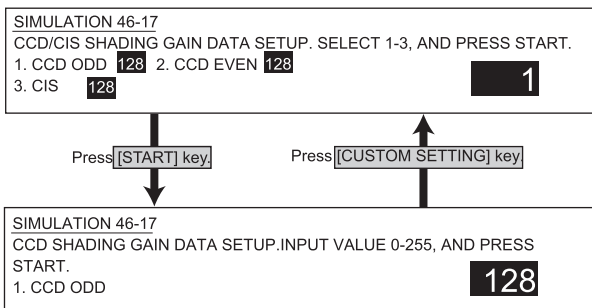 SIMULATION 46-17
CCD/CIS SHADING GAIN DATA SETUP. SELECT 1-3, AND PRESS START.
1. CCD ODD 128 2. CCD EVEN 128
3. CIS 128
1
Press [START] key.
Press [CUSTOM SETTING] key.
SIMULATION 46-17
CCD SHADING GAIN DATA SETUP.INPUT VALUE 0-255, AND PRESS
START.
1. CCD ODD
128